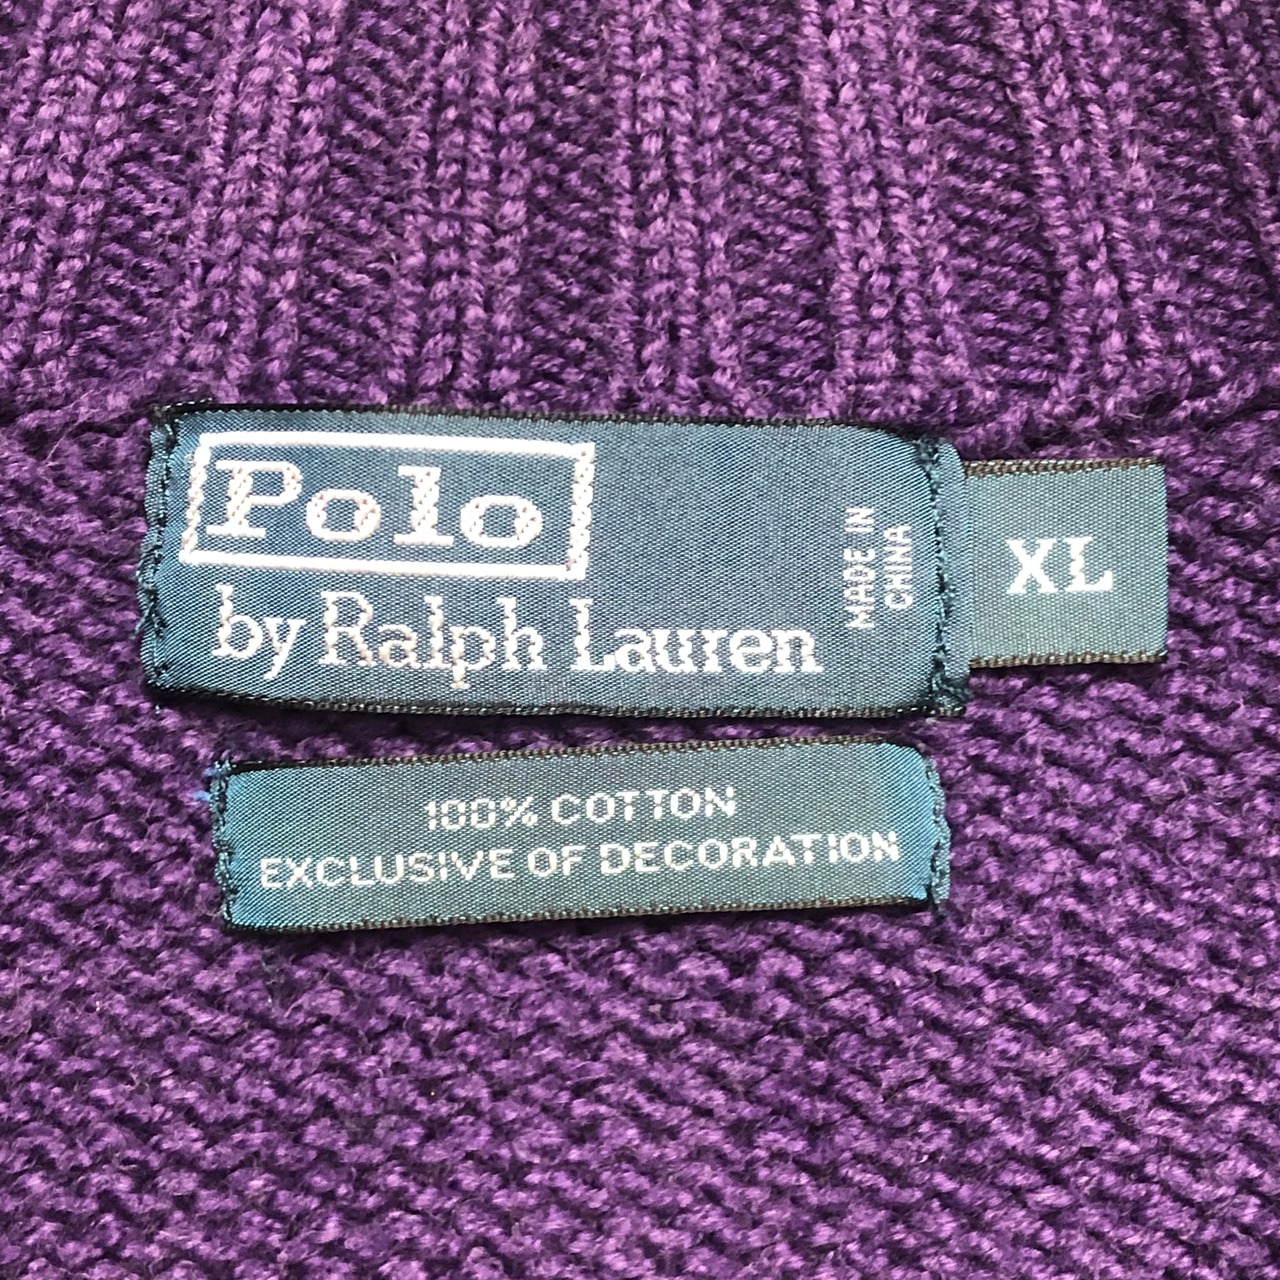 Polo
by Ralph Lauren
MADE IN
CHINA
XL
100% COTTON
EXCLUSIVE OF DECORATION